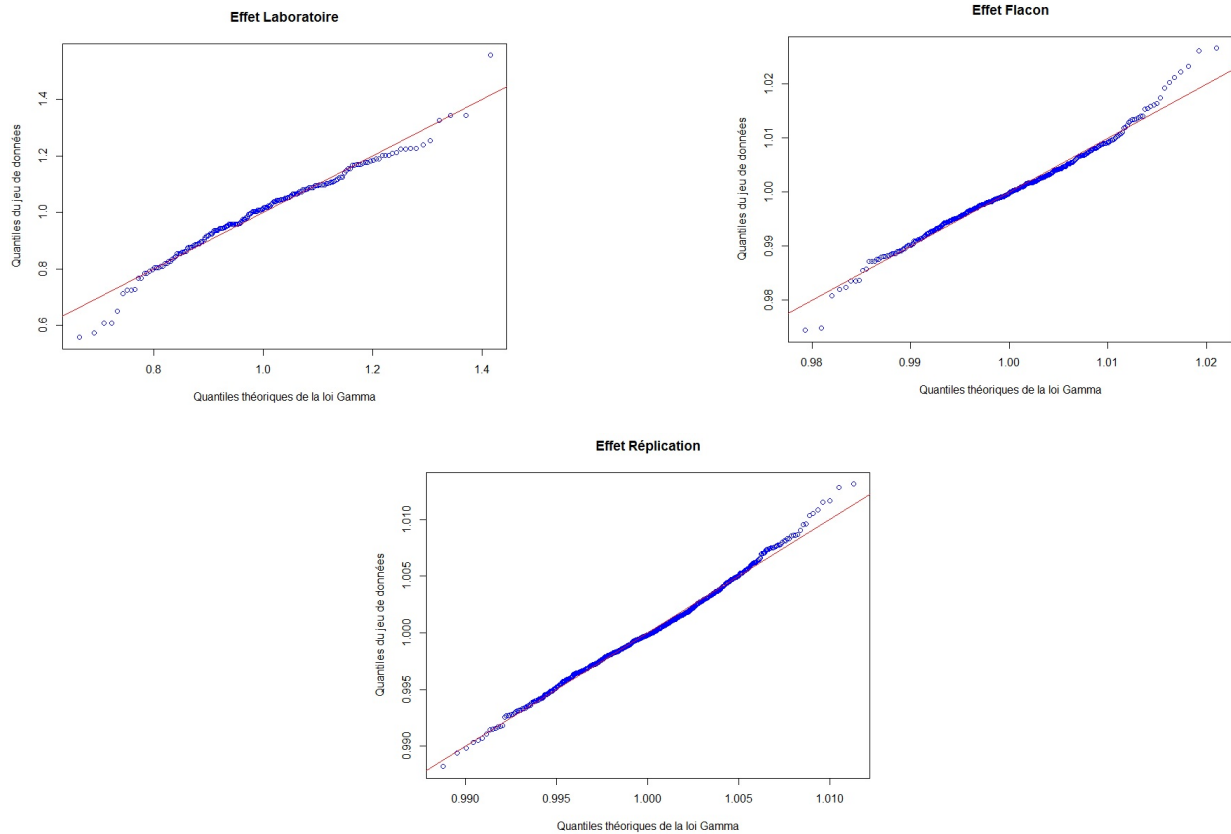 Effet Laboratoire
Quantiles du jeu de données
1.4
1.2
1.0
0.8
0.6
0.8 1.0 1.2 1.4
Quantiles théoriques de la loi Gamma
Effet Flacon
Quantiles du jeu de données
1.02
1.01
1.00
0.99
0.98
0.98 0.99 1.00 1.01 1.02
Quantiles théoriques de la loi Gamma
Effet Réplication
Quantiles du jeu de données
1.010
1.005
1.000
0.995
0.990
0.990 0.995 1.000 1.005 1.010
Quantiles théoriques de la loi Gamma